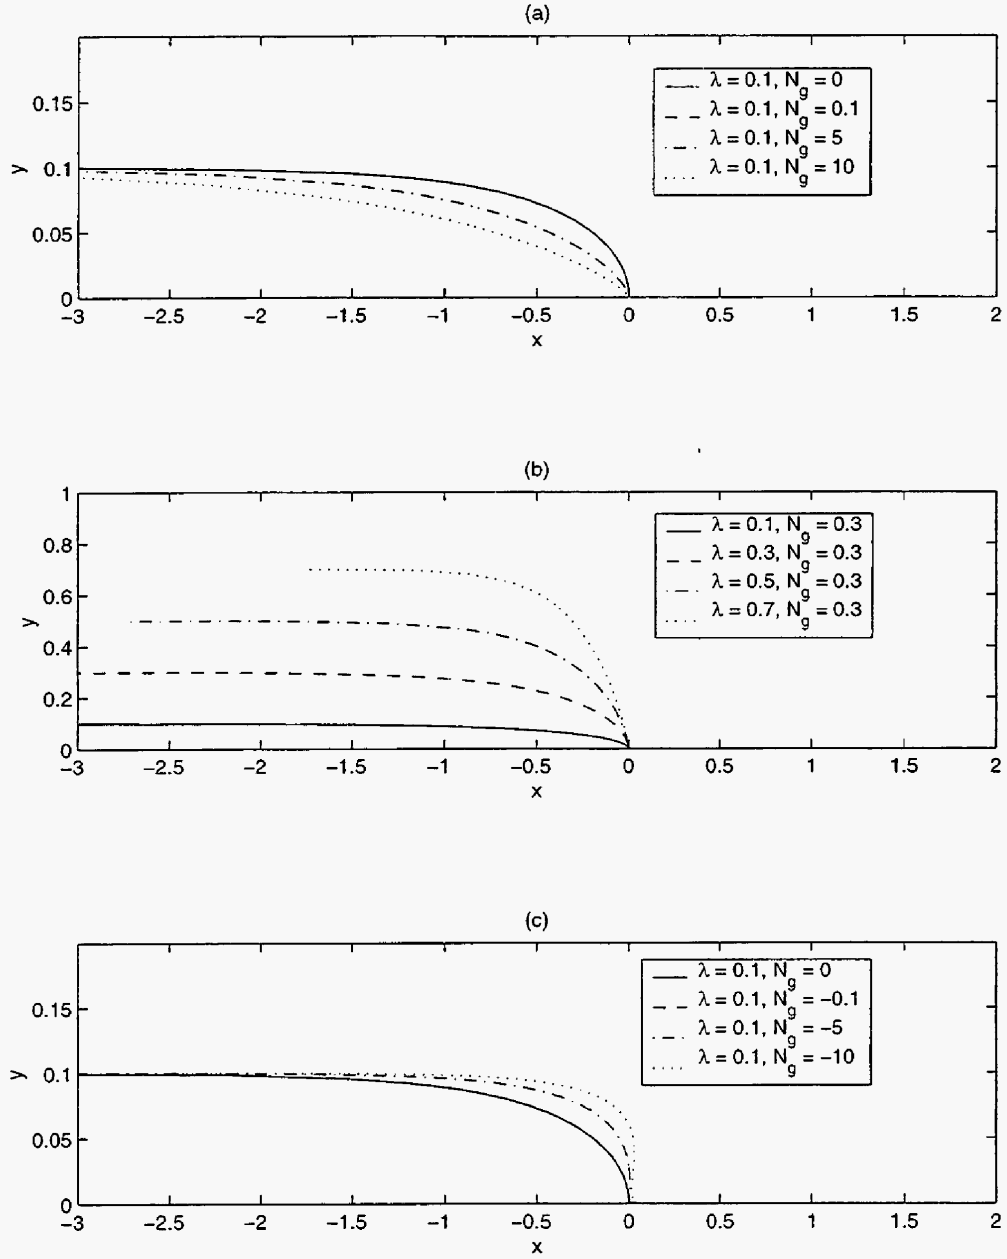 (a)
λ = 0.1, N_g = 0
λ = 0.1, N_g = 0.1
λ = 0.1, N_g = 5
λ = 0.1, N_g = 10
0.15
0.1
0.05
0
y
−3 −2.5 −2 −1.5 −1 −0.5 0 0.5 1 1.5 2
x
(b)
λ = 0.1, N_g = 0.3
λ = 0.3, N_g = 0.3
λ = 0.5, N_g = 0.3
λ = 0.7, N_g = 0.3
1
0.8
0.6
0.4
0.2
0
y
−3 −2.5 −2 −1.5 −1 −0.5 0 0.5 1 1.5 2
x
(c)
λ = 0.1, N_g = 0
λ = 0.1, N_g = −0.1
λ = 0.1, N_g = −5
λ = 0.1, N_g = −10
0.15
0.1
0.05
0
y
−3 −2.5 −2 −1.5 −1 −0.5 0 0.5 1 1.5 2
x